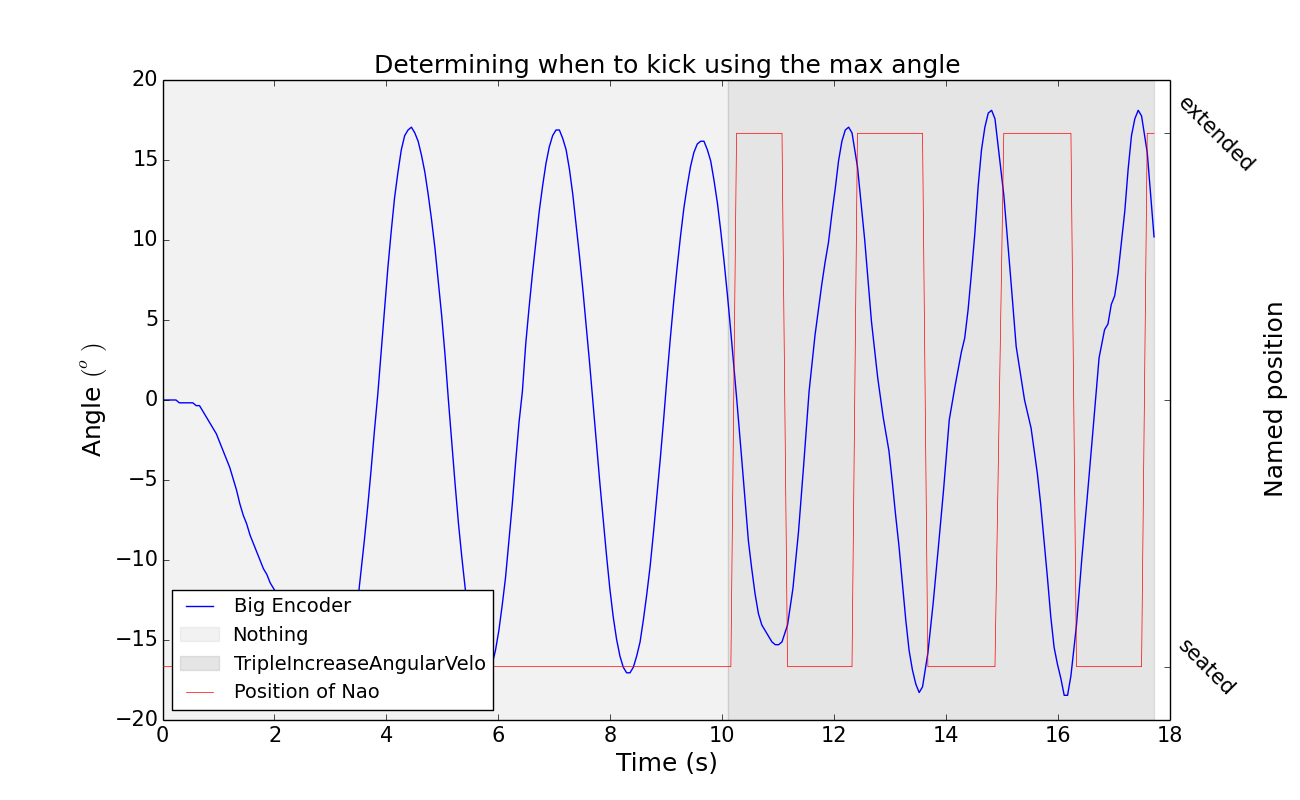 Determining when to kick using the max angle
20
15
10
5
0
−5
−10
−15
−20
Angle (°)
0 2 4 6 8 10 12 14 16 18
Time (s)
extended
seated
Named position
Big Encoder
Nothing
TripleIncreaseAngularVelo
Position of Nao